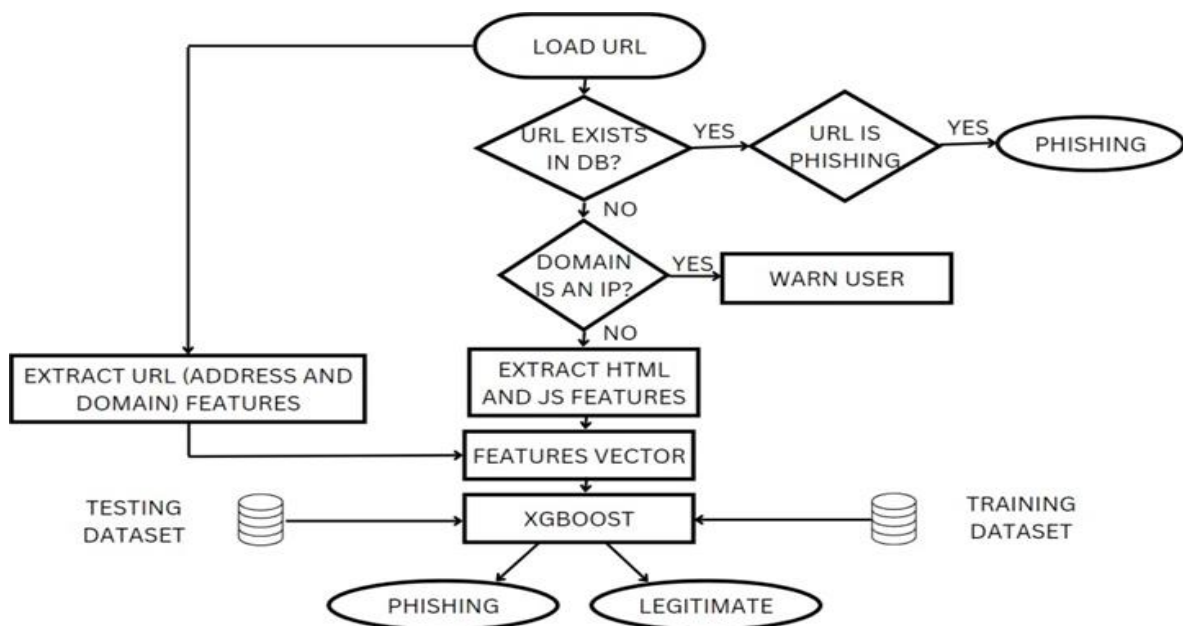 LOAD URL
URL EXISTS
IN DB?
YES
URL IS
PHISHING
YES
PHISHING
NO
DOMAIN
IS AN IP?
YES
WARN USER
NO
EXTRACT URL (ADDRESS AND
DOMAIN) FEATURES
EXTRACT HTML
AND JS FEATURES
FEATURES VECTOR
TESTING
DATASET
XGBOOST
TRAINING
DATASET
PHISHING
LEGITIMATE